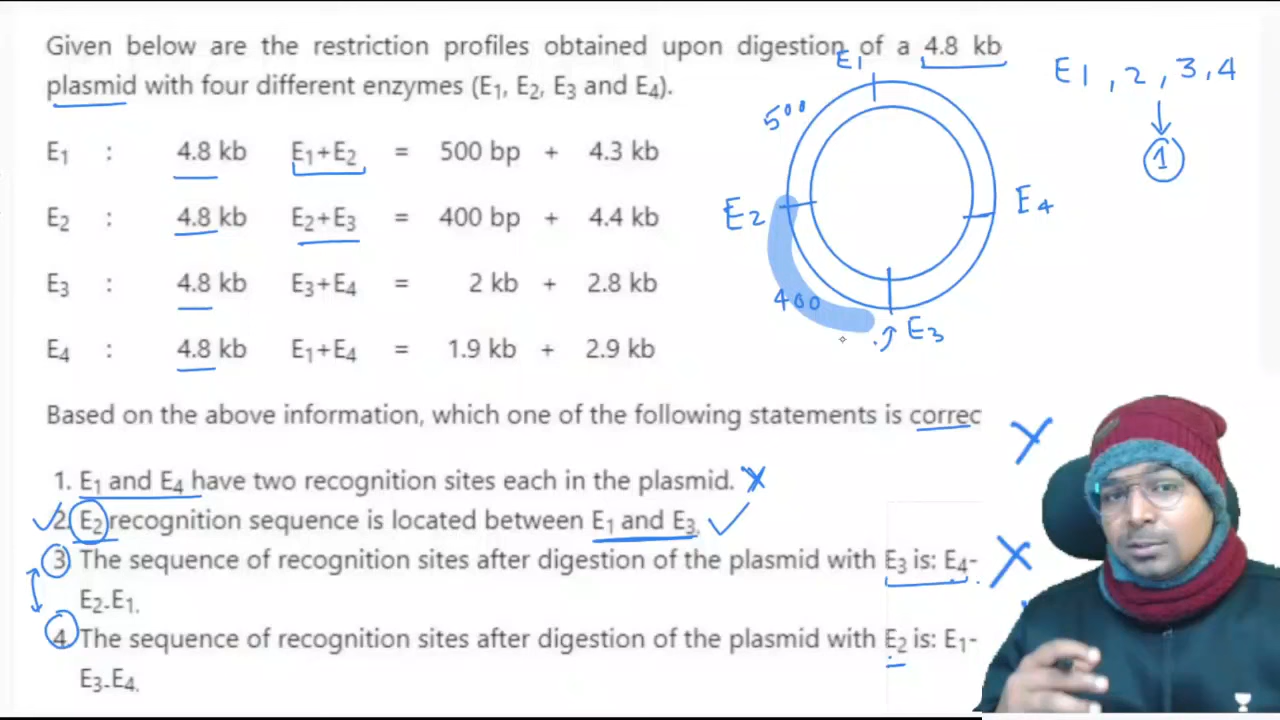 Given below are the restriction profiles obtained upon digestion of a 4.8 kb
plasmid with four different enzymes (E₁, E₂, E₃ and E₄).
E₁ : 4.8 kb E₁+E₂ = 500 bp + 4.3 kb
E₂ : 4.8 kb E₂+E₃ = 400 bp + 4.4 kb
E₃ : 4.8 kb E₃+E₄ = 2 kb + 2.8 kb
E₄ : 4.8 kb E₁+E₄ = 1.9 kb + 2.9 kb
Based on the above information, which one of the following statements is correc
1. E₁ and E₄ have two recognition sites each in the plasmid.
2. E₂ recognition sequence is located between E₁ and E₃.
3. The sequence of recognition sites after digestion of the plasmid with E₃ is: E₄-
E₂-E₁.
4. The sequence of recognition sites after digestion of the plasmid with E₂ is: E₁-
E₃-E₄.
E1
500
E2
400
E3
E4
E1, 2, 3, 4
1